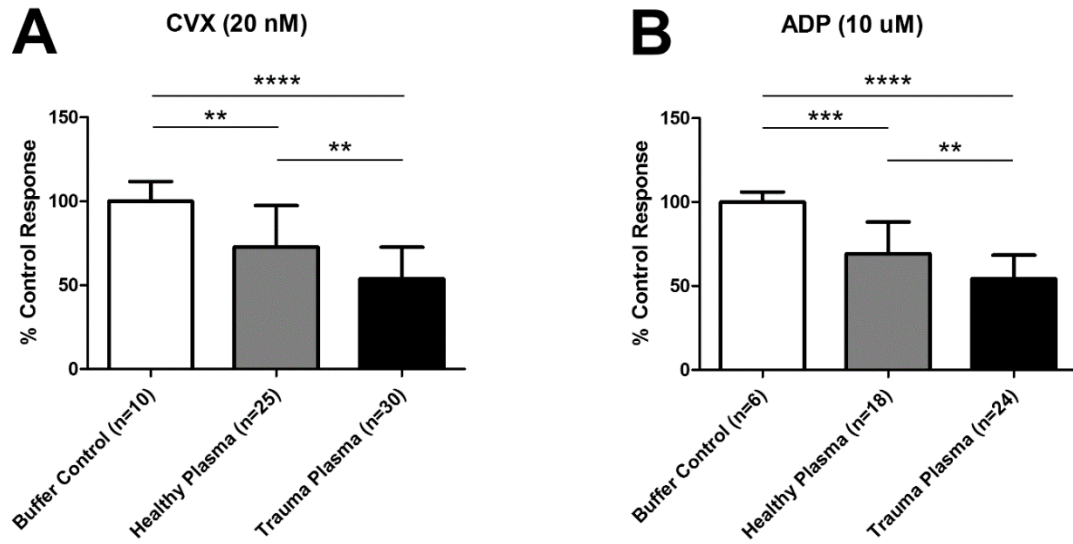 A
CVX (20 nM)
****
**
**
% Control Response
150
100
50
0
Buffer Control (n=10)
Healthy Plasma (n=25)
Trauma Plasma (n=30)
B
ADP (10 uM)
****
***
**
% Control Response
150
100
50
0
Buffer Control (n=6)
Healthy Plasma (n=18)
Trauma Plasma (n=24)